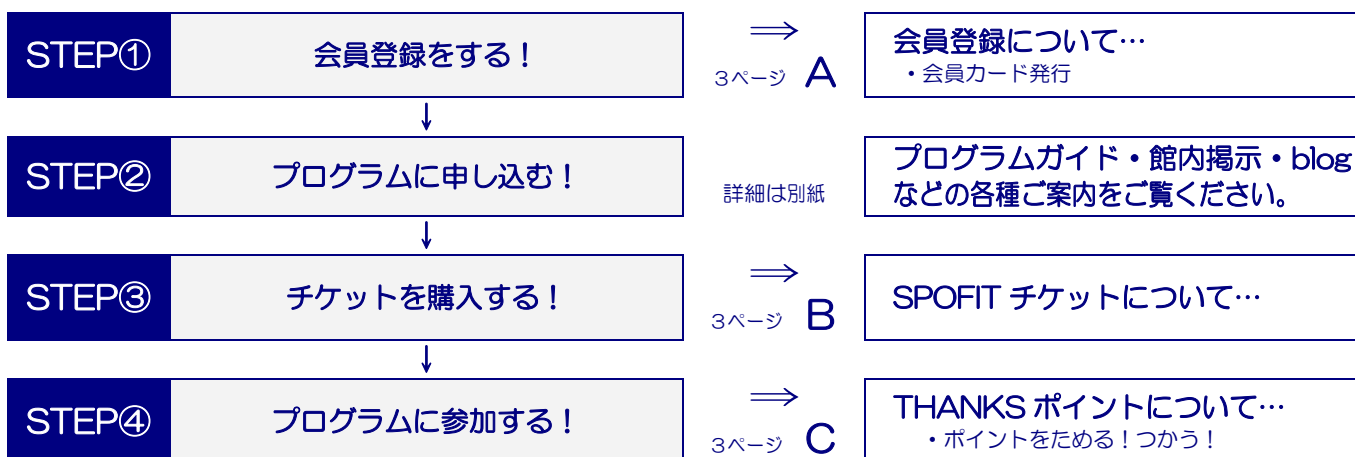 STEP① 会員登録をする！ ⇒ 会員登録について…
3ページ A ・会員カード発行
↓
STEP② プログラムに申し込む！ 詳細は別紙 プログラムガイド・館内掲示・blog
などの各種ご案内をご覧ください。
↓
STEP③ チケットを購入する！ ⇒ SPOFIT チケットについて…
3ページ B
↓
STEP④ プログラムに参加する！ ⇒ THANKS ポイントについて…
3ページ C ・ポイントをためる！つかう！